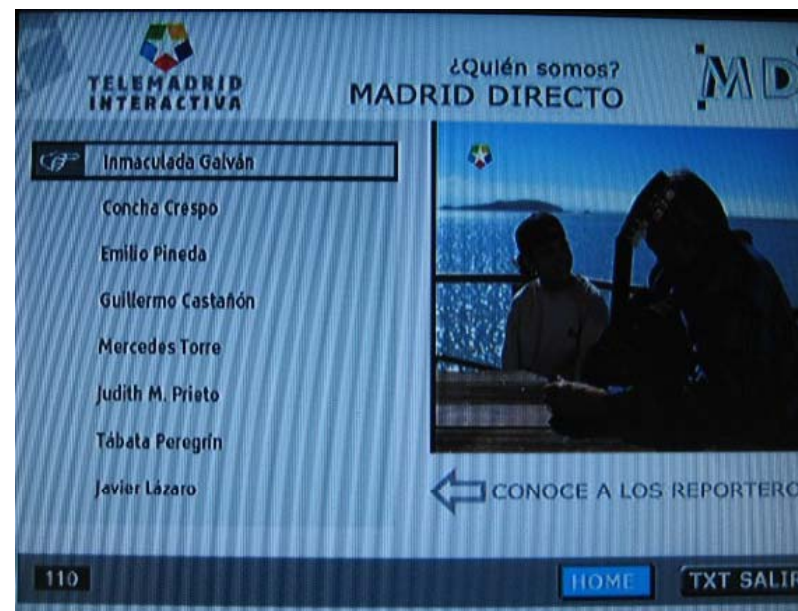 TELEMADRID
INTERACTIVA
¿Quién somos?
MADRID DIRECTO
MD
Inmaculada Galván
Concha Crespo
Emilio Pineda
Guillermo Castañón
Mercedes Torre
Judith M. Prieto
Tábata Peregrín
Javier Lázaro
CONOCE A LOS REPORTERO
110
HOME
TXT SALIR